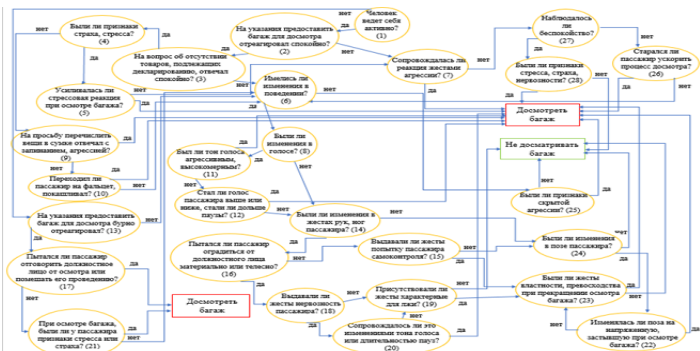 Человек
ведет себя
активно?
(1)
На указания предоставить
багаж для досмотра
отреагировал спокойно?
(2)
На вопрос об отсутствии
товаров, подлежащих
декларированию, отвечал
спокойно? (3)
Были ли признаки
страха, стресса?
(4)
Усиливалась ли
стрессовая реакция
при осмотре багажа?
(5)
Имелись ли
изменения в
поведении?
(6)
Сопровождалась ли
реакция жестами
агрессии? (7)
Были ли
изменения в
голосе? (8)
На просьбу перечислить
вещи в сумке отвечал с
запинанием, агрессией?
(9)
Переходил ли
пассажир на фальцет,
покашливал? (10)
Был ли тон голоса
агрессивным,
высокомерным?
(11)
Стал ли голос
пассажира выше или
ниже, стали ли дольше
паузы? (12)
На указания предоставить
багаж для досмотра бурно
отреагировал? (13)
Были ли изменения в
жестах рук, ног
пассажира? (14)
Выдавали ли жесты
попытку пассажира
самоконтроля? (15)
Пытался ли пассажир
оградиться от
должностного лица
материально или телесно?
(16)
Пытался ли пассажир
отговорить должностное
лицо от осмотра или
помешать его проведению?
(17)
Выдавали ли
жесты нервозность
пассажира? (18)
Присутствовали ли
жесты характерные
для лжи? (19)
Сопровождалось ли это
изменениями тона голоса
или длительностью пауз?
(20)
При осмотре багажа,
были ли у пассажира
признаки стресса или
страха? (21)
Изменялась ли поза на
напряженную,
застывшую при осмотре
багажа? (22)
Были ли жесты
властности, превосходства
при прекращении осмотра
багажа? (23)
Были ли изменения
в позе пассажира?
(24)
Были ли признаки
скрытой
агрессии? (25)
Старался ли
пассажир ускорить
процесс досмотра?
(26)
Наблюдалось
ли
беспокойство?
(27)
Были ли признаки
стресса, страха,
нервозности? (28)
Досмотреть
багаж
Не досматривать
багаж
Досмотреть
багаж